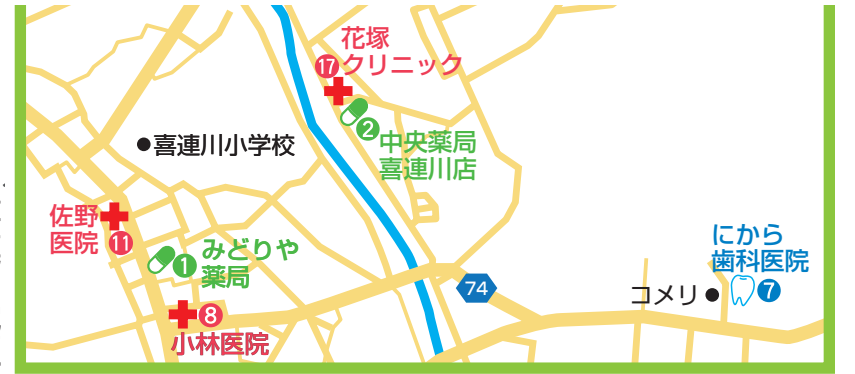 花塚
⑰クリニック
②中央薬局
喜連川店
●喜連川小学校
佐野
医院⑪
①みどりや
薬局
⑧
小林医院
74
にから
歯科医院
コメリ●
⑦